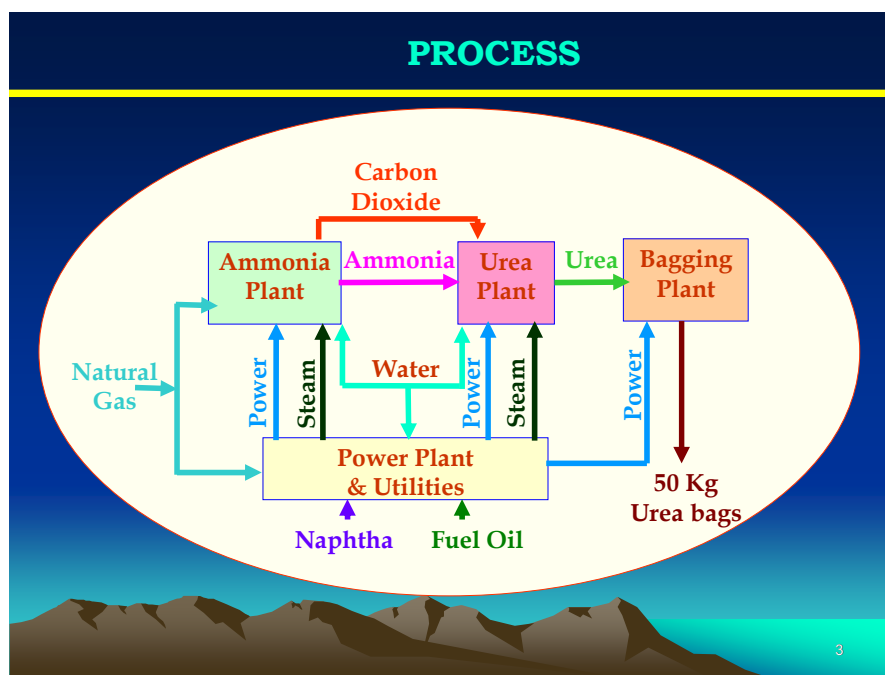 PROCESS
Carbon
Dioxide
Ammonia
Plant
Ammonia
Urea
Plant
Urea
Bagging
Plant
Natural
Gas
Power
Steam
Water
Power
Steam
Power
Power Plant
& Utilities
50 Kg
Urea bags
Naphtha
Fuel Oil
3